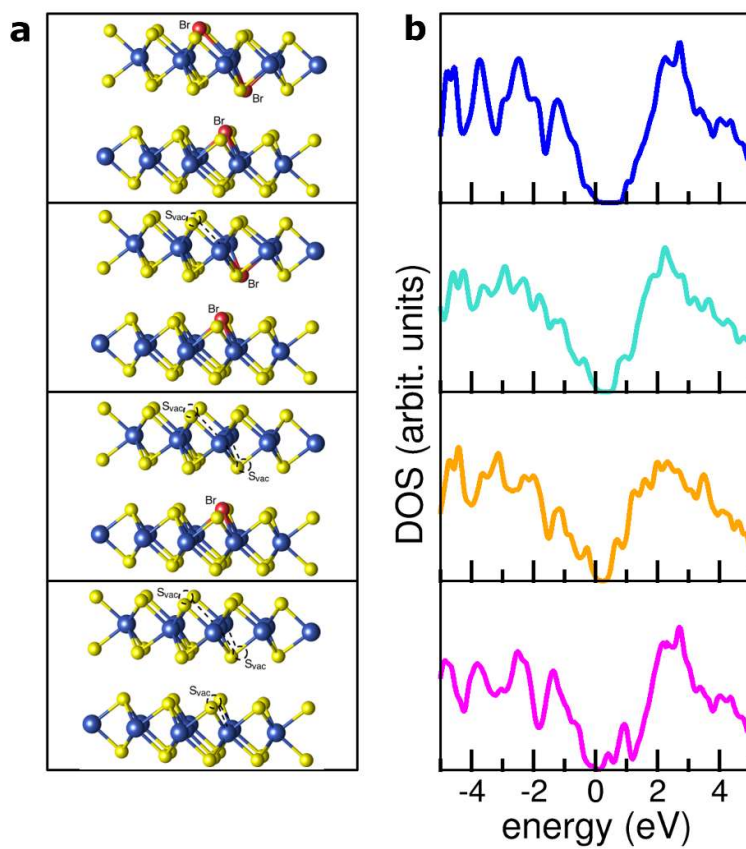 a
b
Br
Br
Br
S_vac
Br
Br
S_vac
S_vac
Br
S_vac
S_vac
S_vac
DOS (arbit. units)
-4 -2 0 2 4
energy (eV)